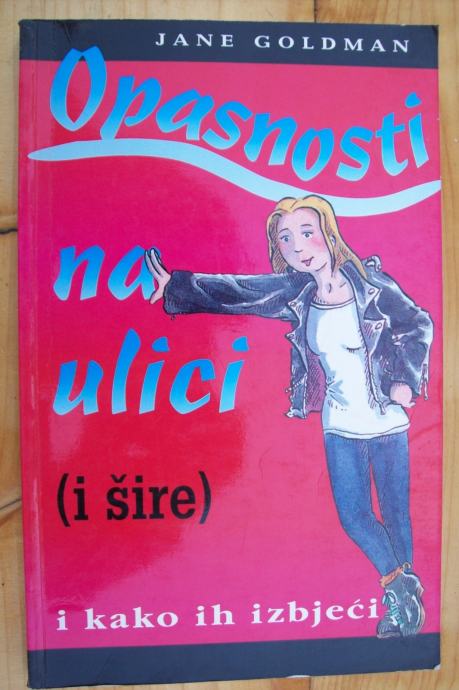 JANE GOLDMAN
Opasnosti
na
ulici
(i šire)
i kako ih izbjeći